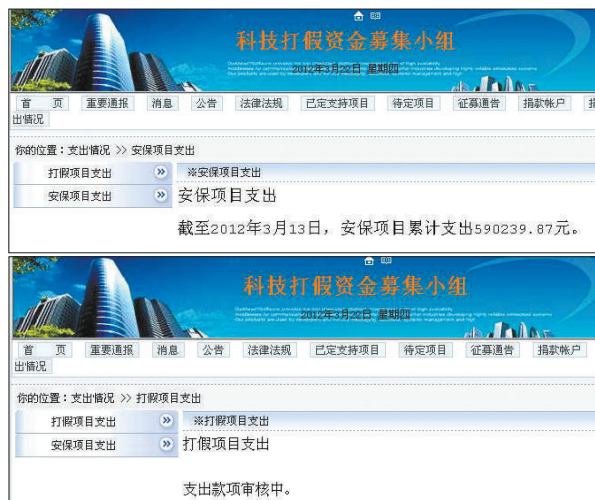 科技打假资金募集小组
2012年3月22日 星期四
首 页 重要通报 消息 公告 法律法规 已定支持项目 待定项目 征募通告 捐款帐户
出情况
你的位置：支出情况 >> 安保项目支出
打假项目支出 ※安保项目支出
安保项目支出 安保项目支出
截至2012年3月13日，安保项目累计支出590239.87元。
科技打假资金募集小组
2012年3月22日 星期四
首 页 重要通报 消息 公告 法律法规 已定支持项目 待定项目 征募通告 捐款帐户
出情况
你的位置：支出情况 >> 打假项目支出
打假项目支出 ※打假项目支出
安保项目支出 打假项目支出
支出款项审核中。